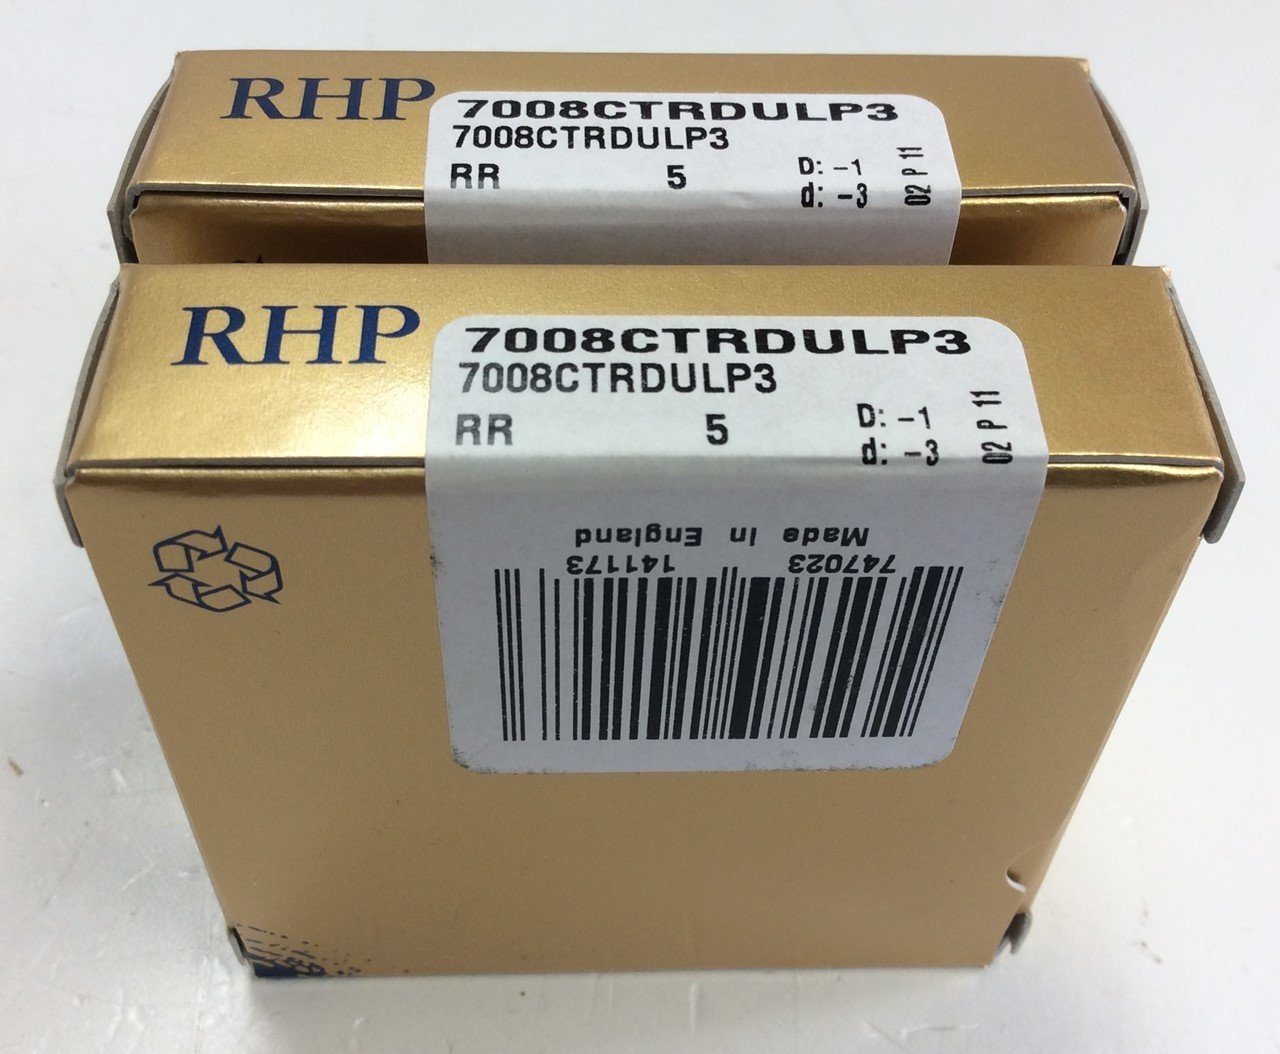 RHP
7008CTRDULP3
7008CTRDULP3
RR 5 D: -1
d: -3
02 P 11
RHP
7008CTRDULP3
7008CTRDULP3
RR 5 D: -1
d: -3
02 P 11
Made in England
747023 141173